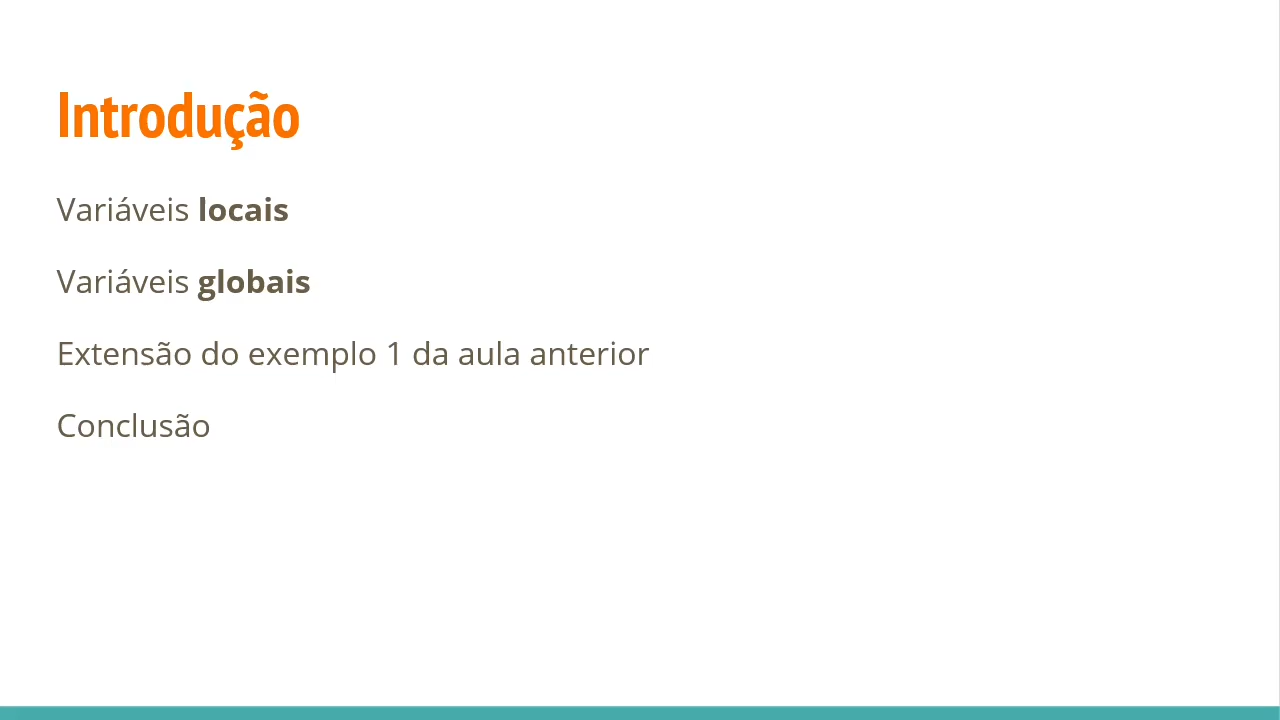 Introdução
Variáveis locais
Variáveis globais
Extensão do exemplo 1 da aula anterior
Conclusão